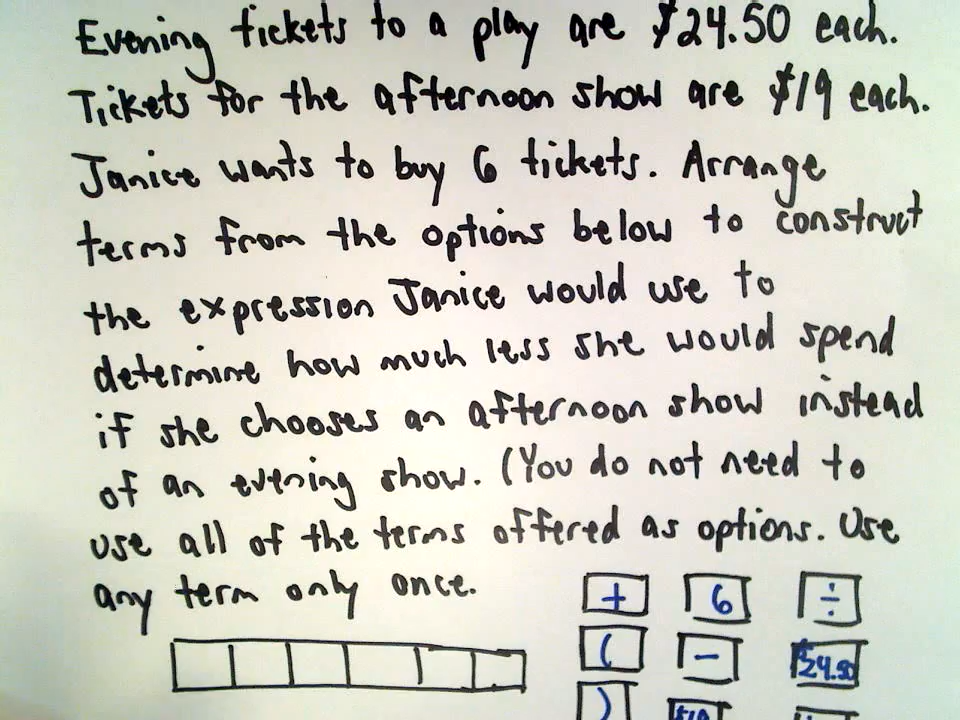 Evening tickets to a play are $24.50 each.
Tickets for the afternoon show are $19 each.
Janice wants to buy 6 tickets. Arrange
terms from the options below to construct
the expression Janice would use to
determine how much less she would spend
if she chooses an afternoon show instead
of an evening show. (You do not need to
use all of the terms offered as options. Use
any term only once.
+ 6 ÷
( - $24.50
) $19